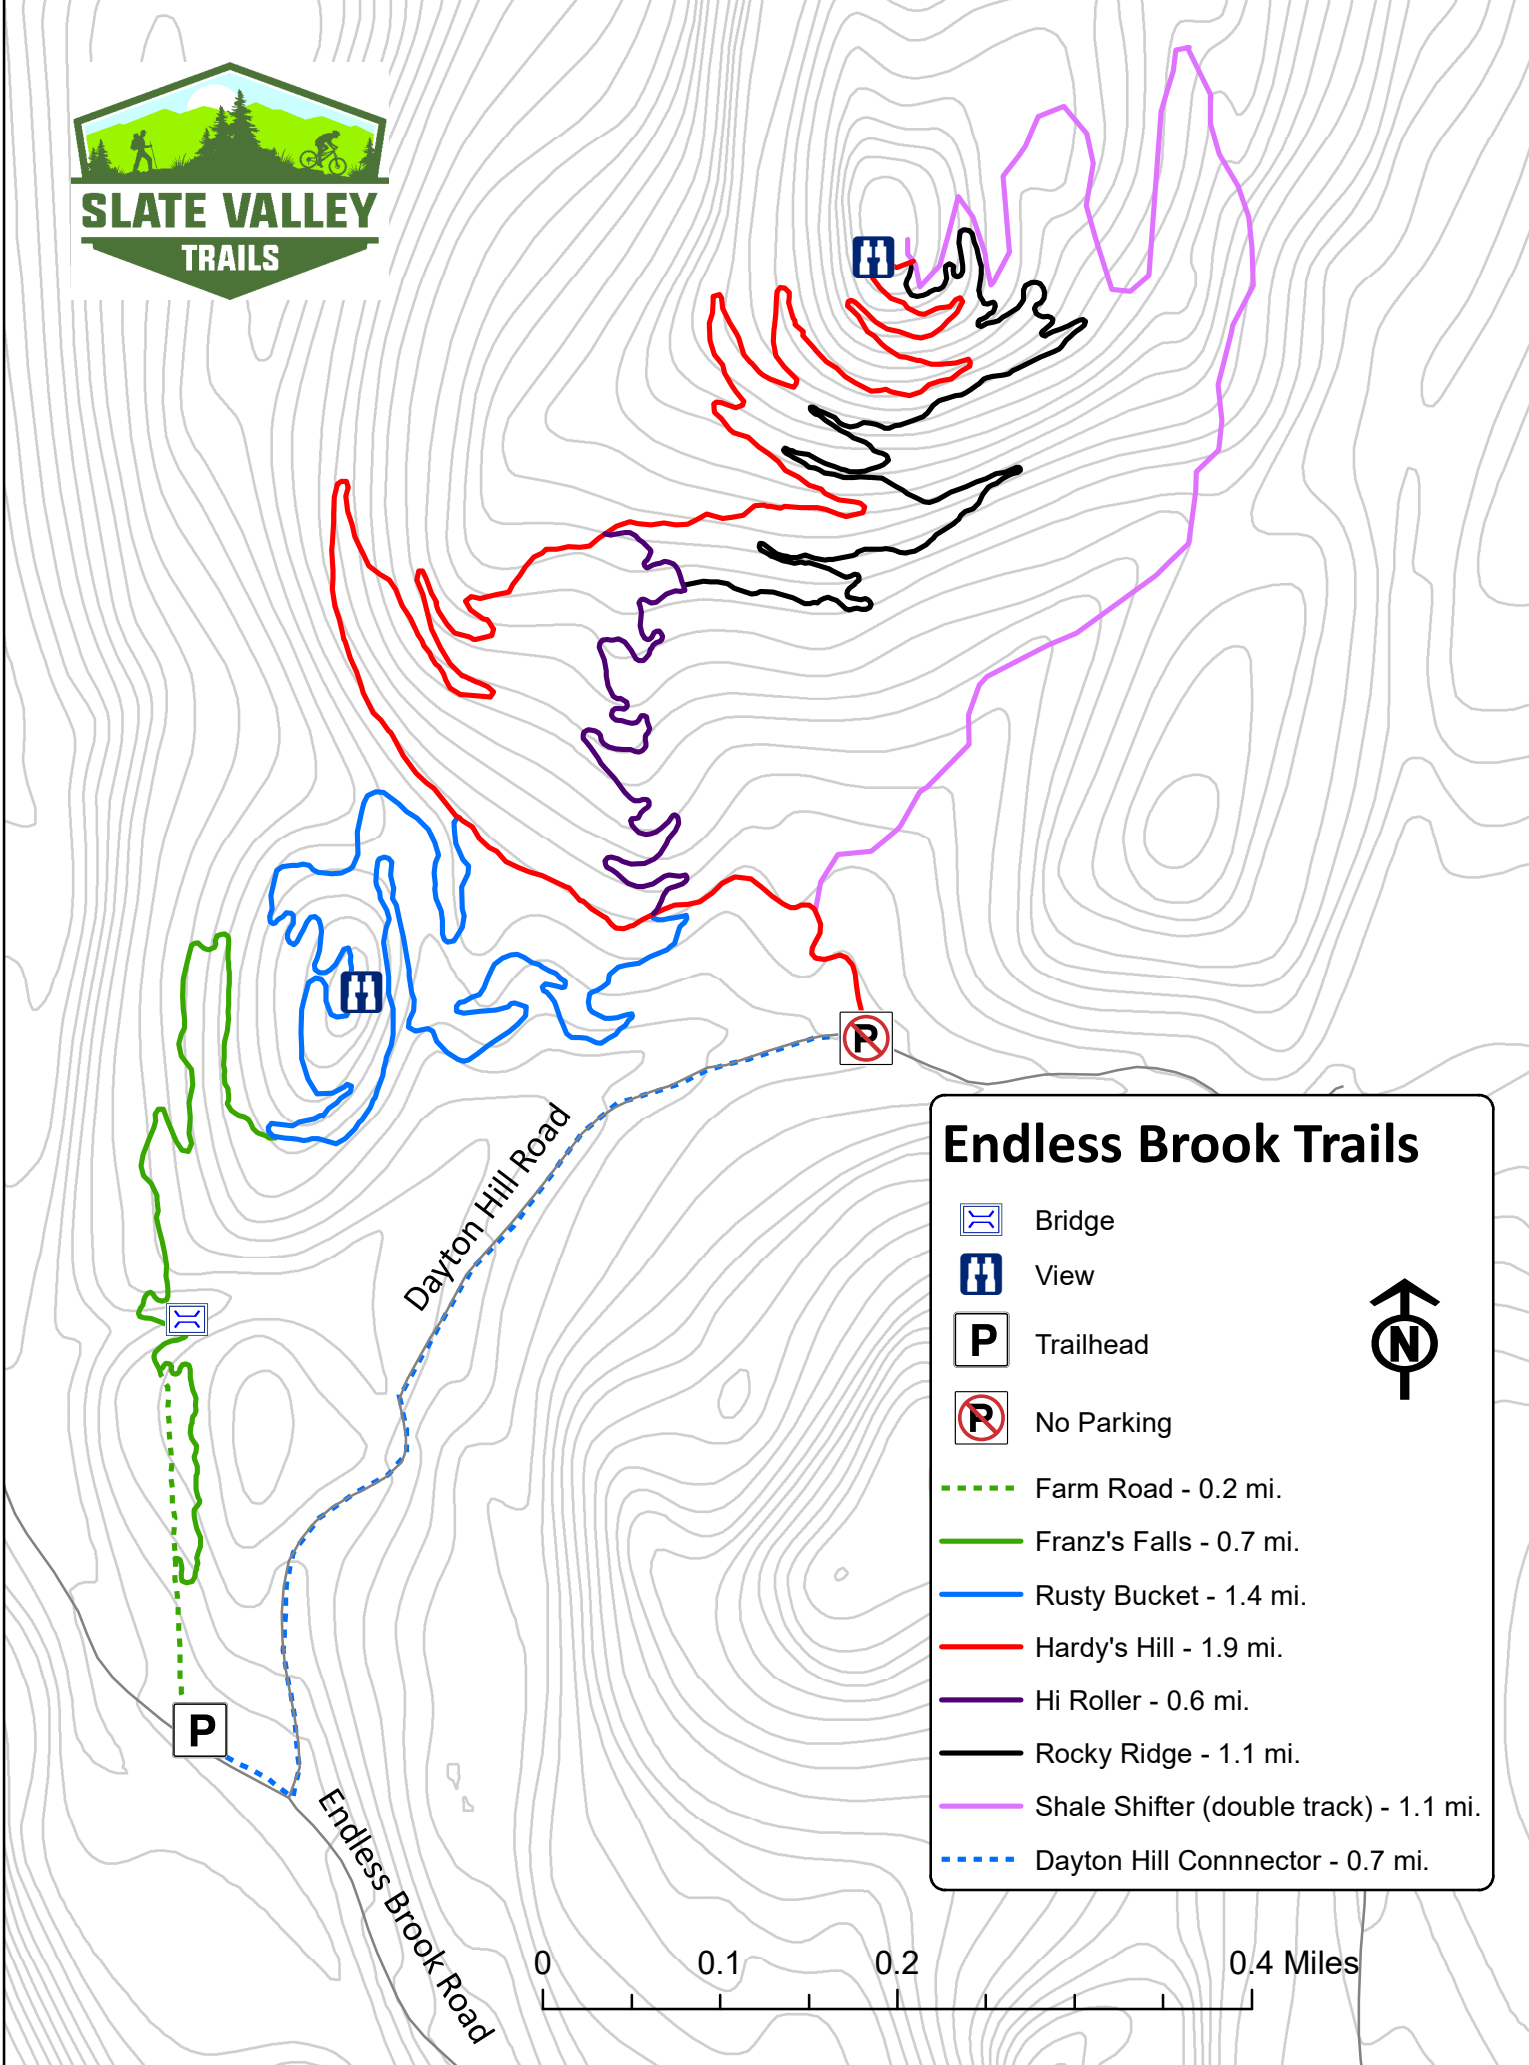 SLATE VALLEY
TRAILS
Dayton Hill Road
P
Endless Brook Trails
Bridge
View
P Trailhead
P No Parking
Farm Road - 0.2 mi.
Franz's Falls - 0.7 mi.
Rusty Bucket - 1.4 mi.
Hardy's Hill - 1.9 mi.
Hi Roller - 0.6 mi.
Rocky Ridge - 1.1 mi.
Shale Shifter (double track) - 1.1 mi.
Dayton Hill Connnector - 0.7 mi.
N
P
Endless Brook Road
0 0.1 0.2 0.4 Miles